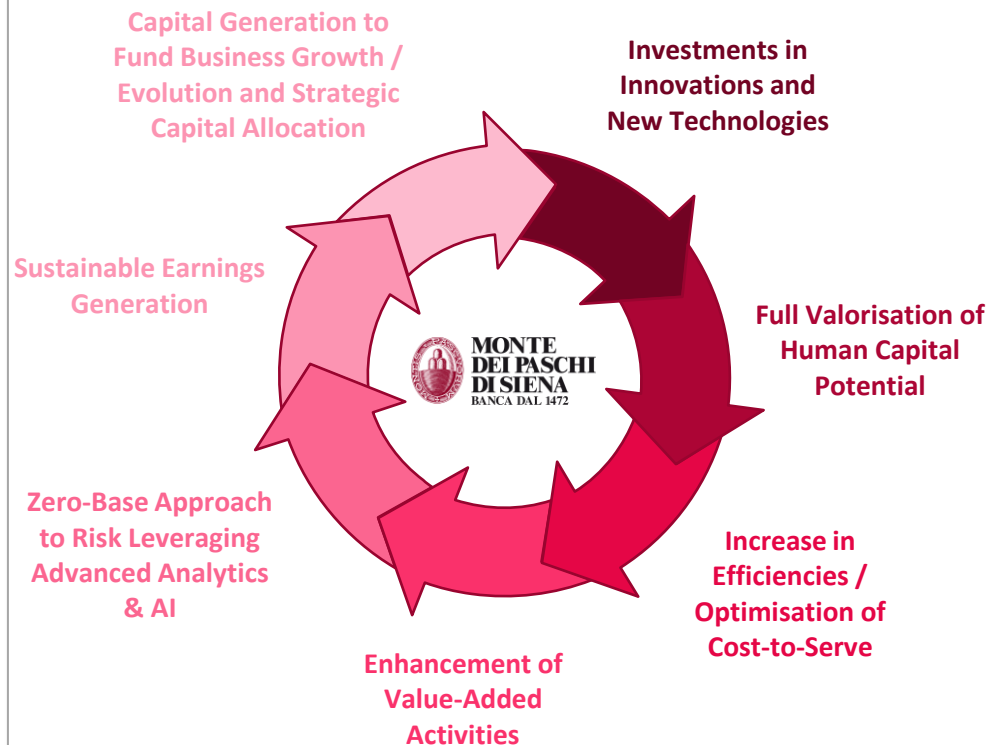 Capital Generation to
Fund Business Growth /
Evolution and Strategic
Capital Allocation
Investments in
Innovations and
New Technologies
Sustainable Earnings
Generation
MONTE
DEI PASCHI
DI SIENA
BANCA DAL 1472
Full Valorisation of
Human Capital
Potential
Zero-Base Approach
to Risk Leveraging
Advanced Analytics
& AI
Increase in
Efficiencies /
Optimisation of
Cost-to-Serve
Enhancement of
Value-Added
Activities